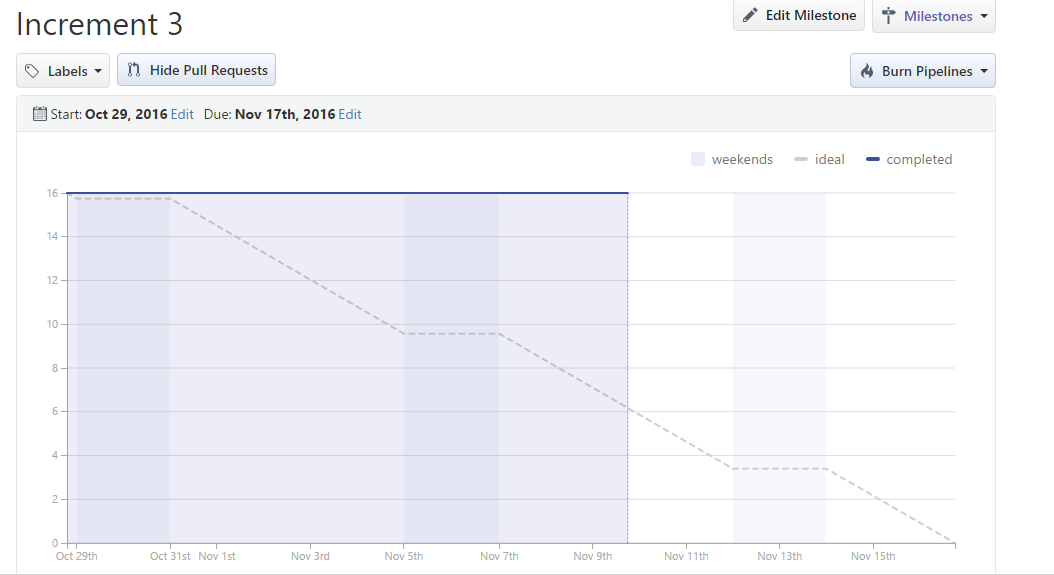 Increment 3
Edit Milestone
Milestones
Labels
Hide Pull Requests
Burn Pipelines
Start: Oct 29, 2016 Edit Due: Nov 17th, 2016 Edit
weekends ideal completed
16
14
12
10
8
6
4
2
0
Oct 29th Oct 31st Nov 1st Nov 3rd Nov 5th Nov 7th Nov 9th Nov 11th Nov 13th Nov 15th